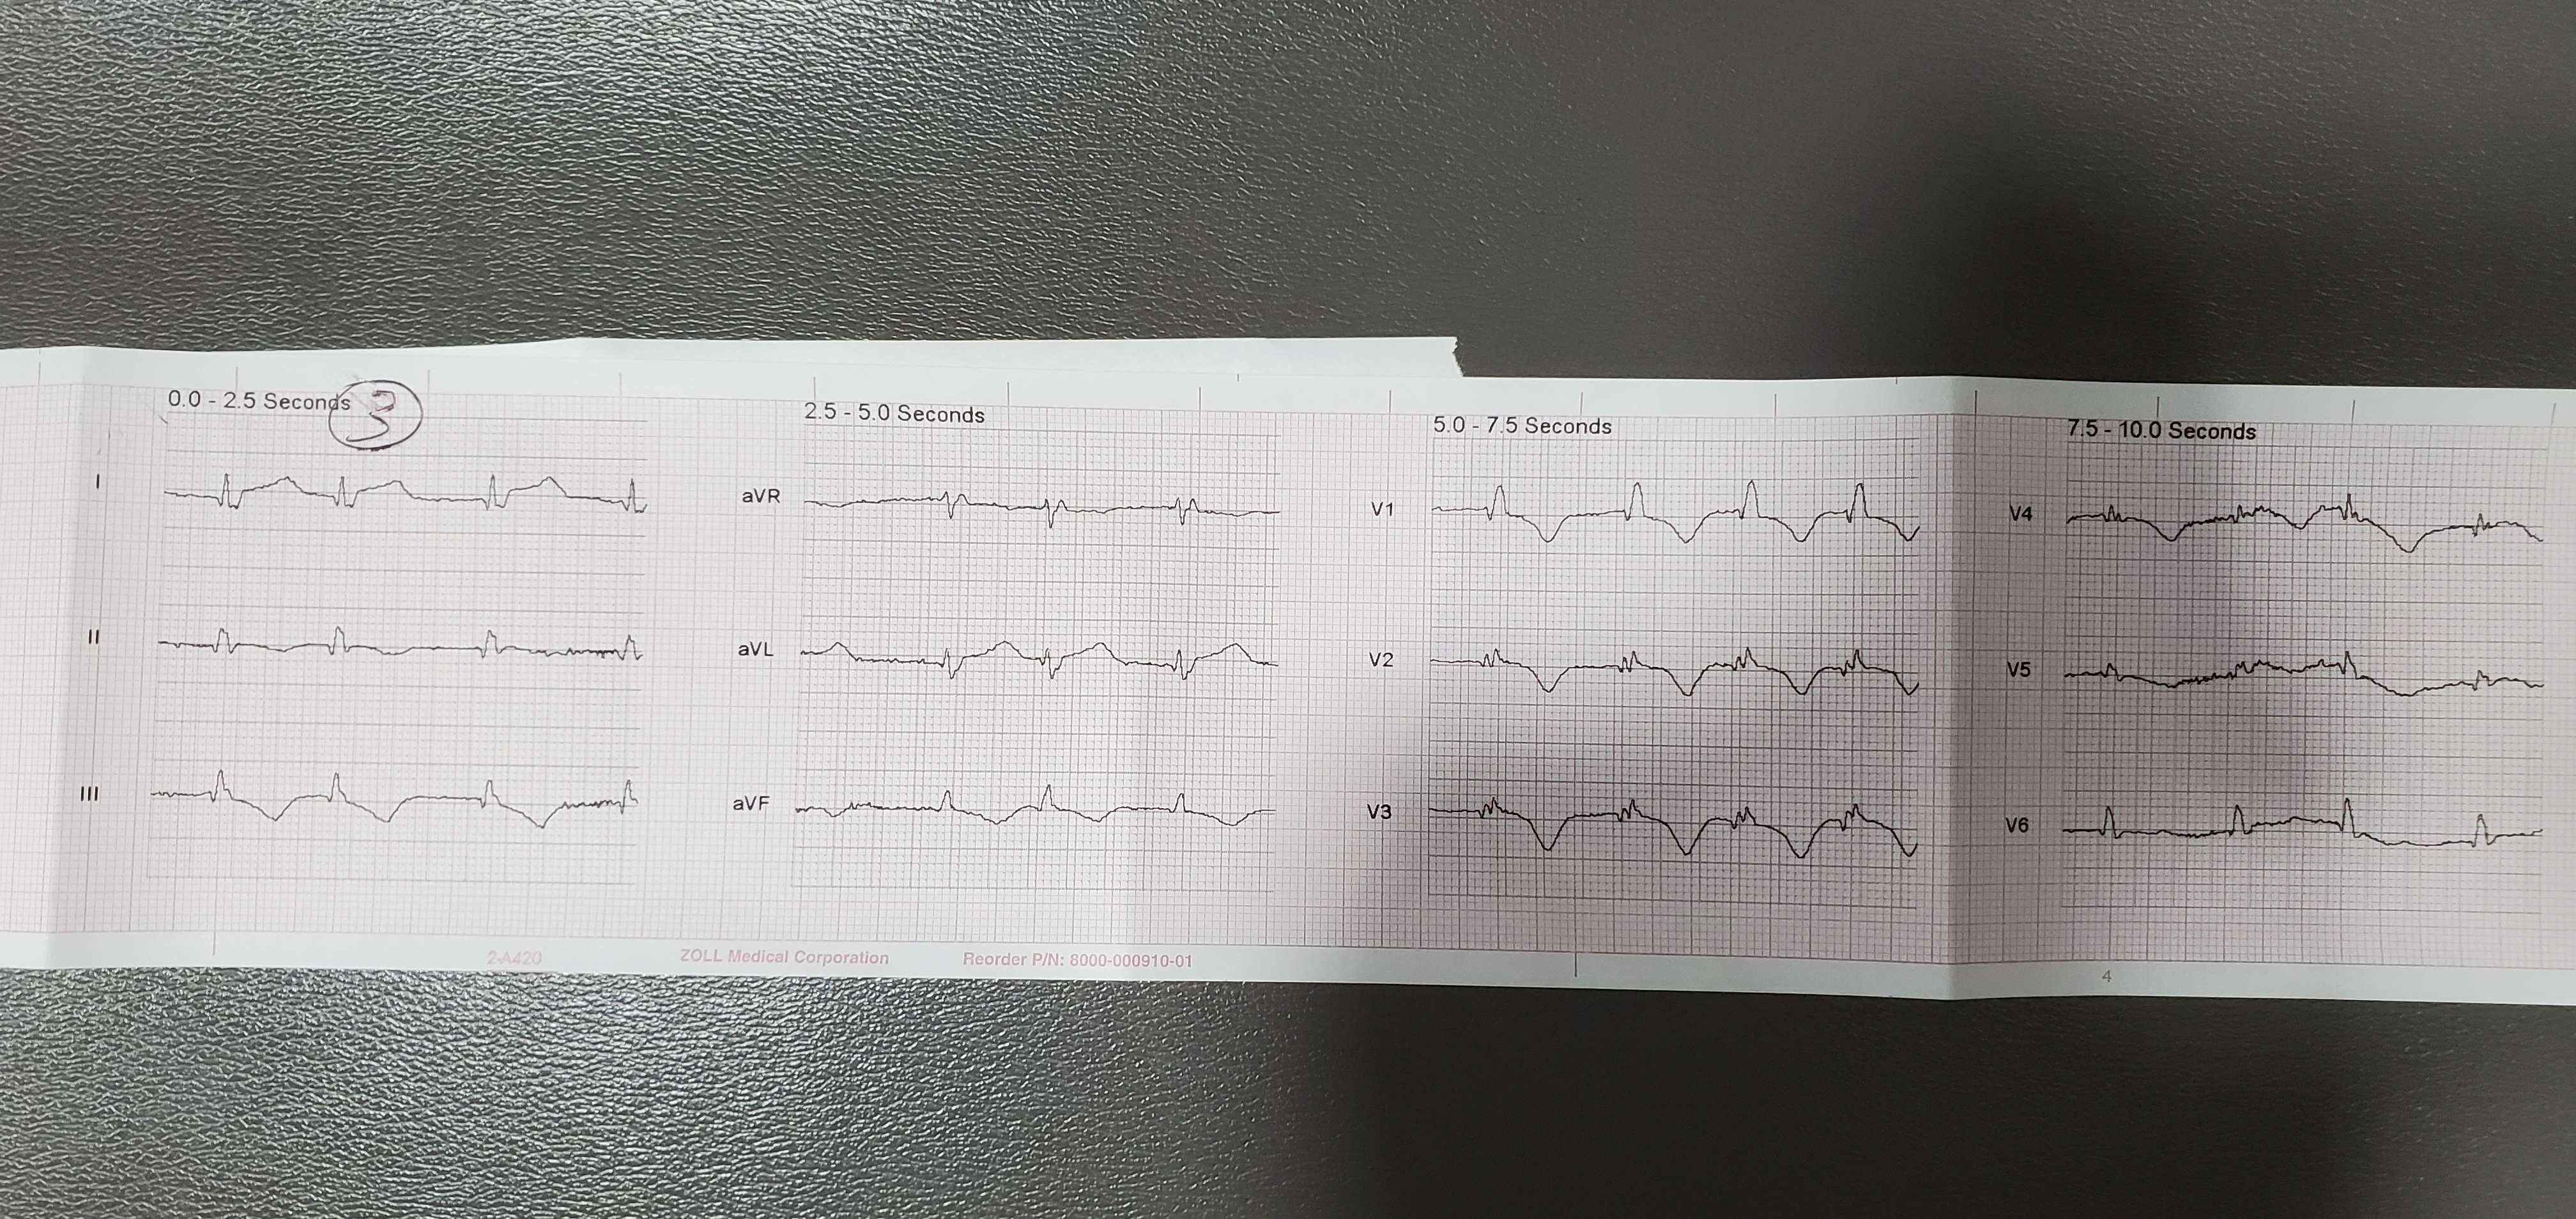 0.0 - 2.5 Seconds
3
2.5 - 5.0 Seconds
5.0 - 7.5 Seconds
7.5 - 10.0 Seconds
I
aVR
V1
V4
II
aVL
V2
V5
III
aVF
V3
V6
2-A420
ZOLL Medical Corporation
Reorder P/N: 8000-000910-01
4